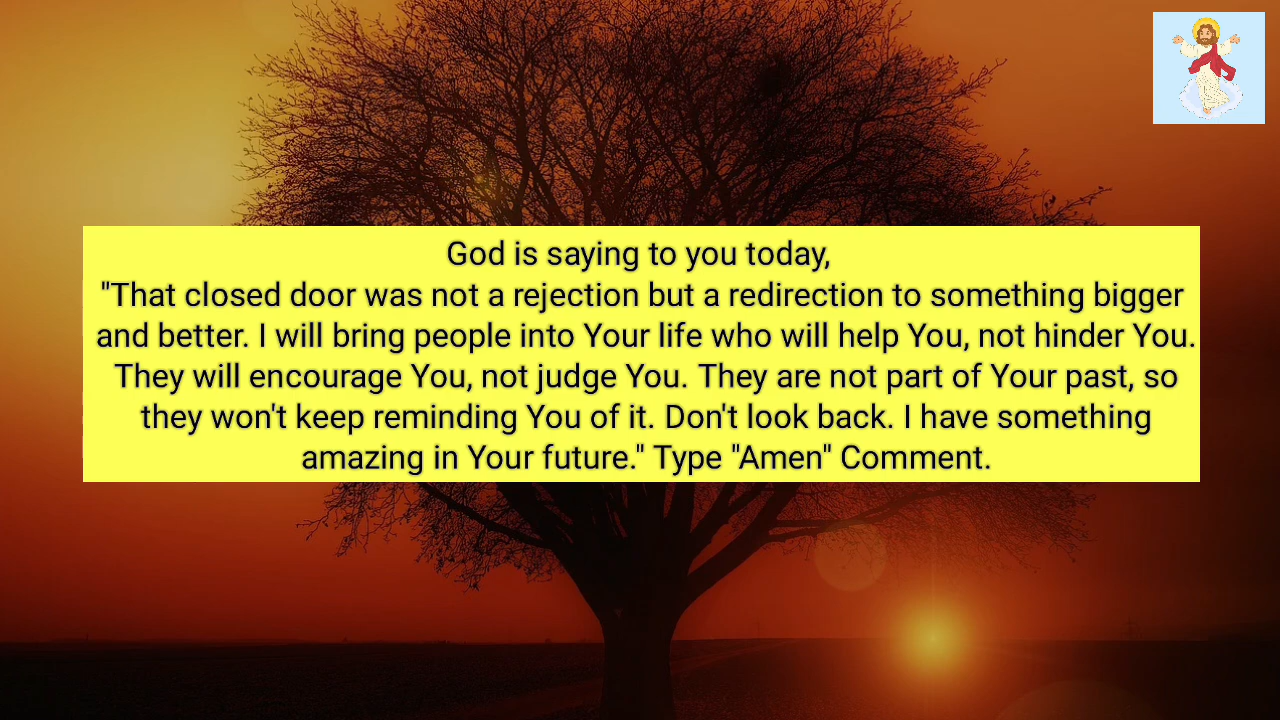 God is saying to you today,
"That closed door was not a rejection but a redirection to something bigger
and better. I will bring people into Your life who will help You, not hinder You.
They will encourage You, not judge You. They are not part of Your past, so
they won't keep reminding You of it. Don't look back. I have something
amazing in Your future." Type "Amen" Comment.